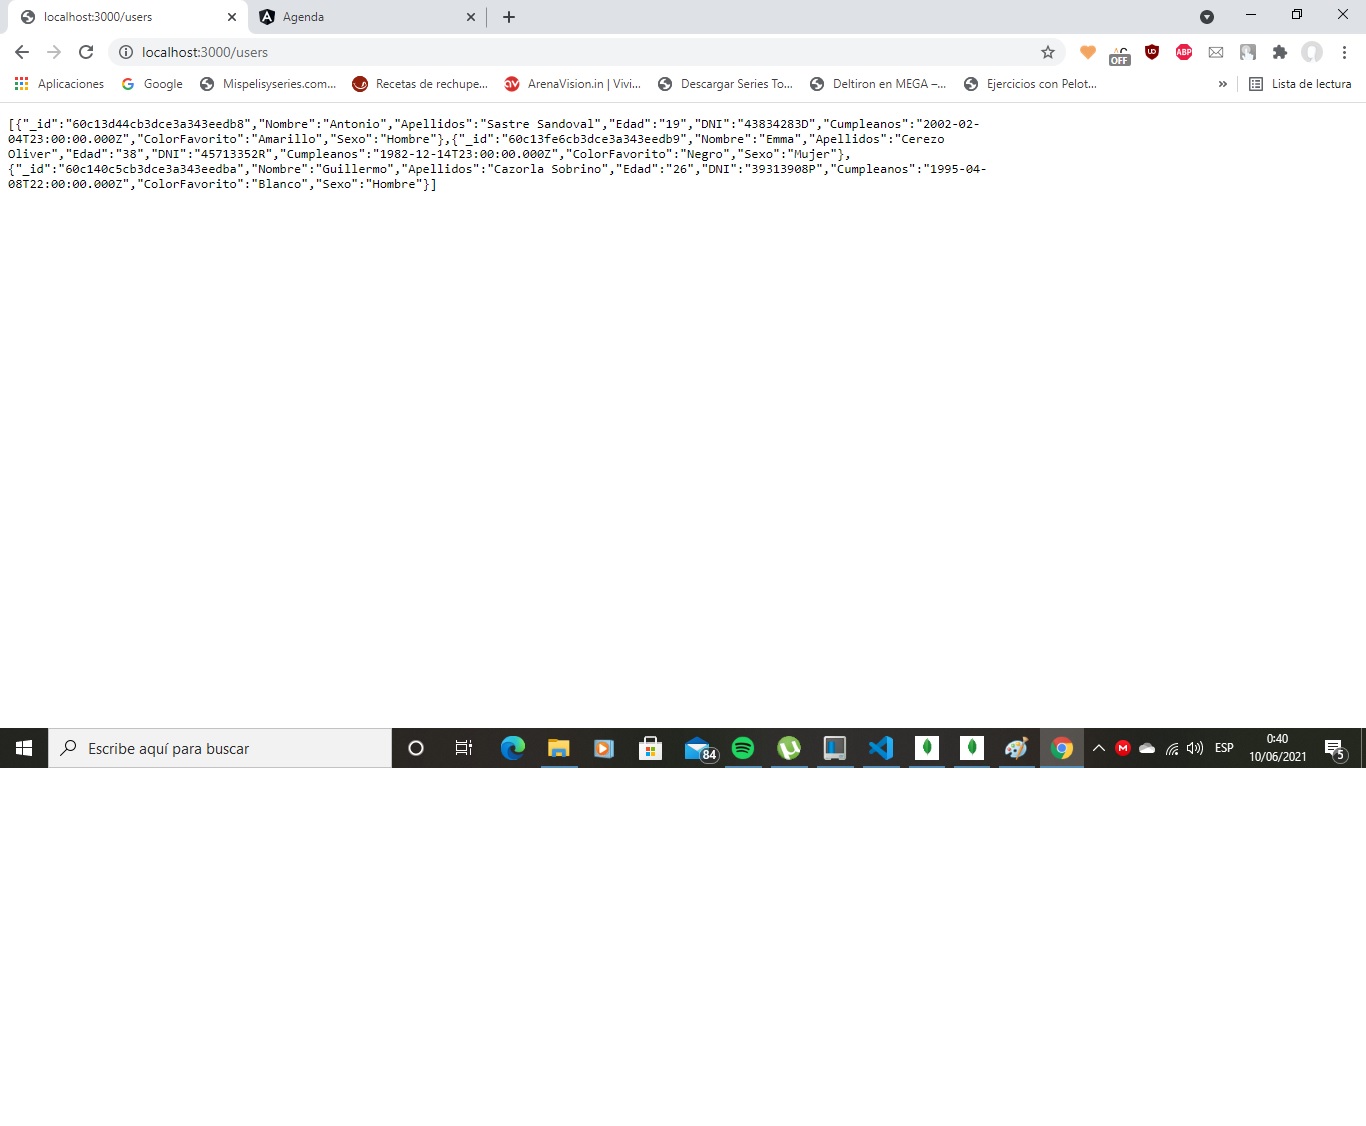 localhost:3000/users
Agenda
localhost:3000/users
OFF
UD
ABP
Aplicaciones
Google
Mispelisyseries.com...
Recetas de rechupe...
av
ArenaVision.in | Vivi...
Descargar Series To...
Deltiron en MEGA –...
Ejercicios con Pelot...
»
Lista de lectura
[{"_id":"60c13d44cb3dce3a343eedb8","Nombre":"Antonio","Apellidos":"Sastre Sandoval","Edad":"19","DNI":"43834283D","Cumpleanos":"2002-02-
04T23:00:00.000Z","ColorFavorito":"Amarillo","Sexo":"Hombre"},{"_id":"60c13fe6cb3dce3a343eedb9","Nombre":"Emma","Apellidos":"Cerezo
Oliver","Edad":"38","DNI":"45713352R","Cumpleanos":"1982-12-14T23:00:00.000Z","ColorFavorito":"Negro","Sexo":"Mujer"},
{"_id":"60c140c5cb3dce3a343eedba","Nombre":"Guillermo","Apellidos":"Cazorla Sobrino","Edad":"26","DNI":"39313908P","Cumpleanos":"1995-04-
08T22:00:00.000Z","ColorFavorito":"Blanco","Sexo":"Hombre"}]
Escribe aquí para buscar
84
M
ESP
0:40
10/06/2021
5